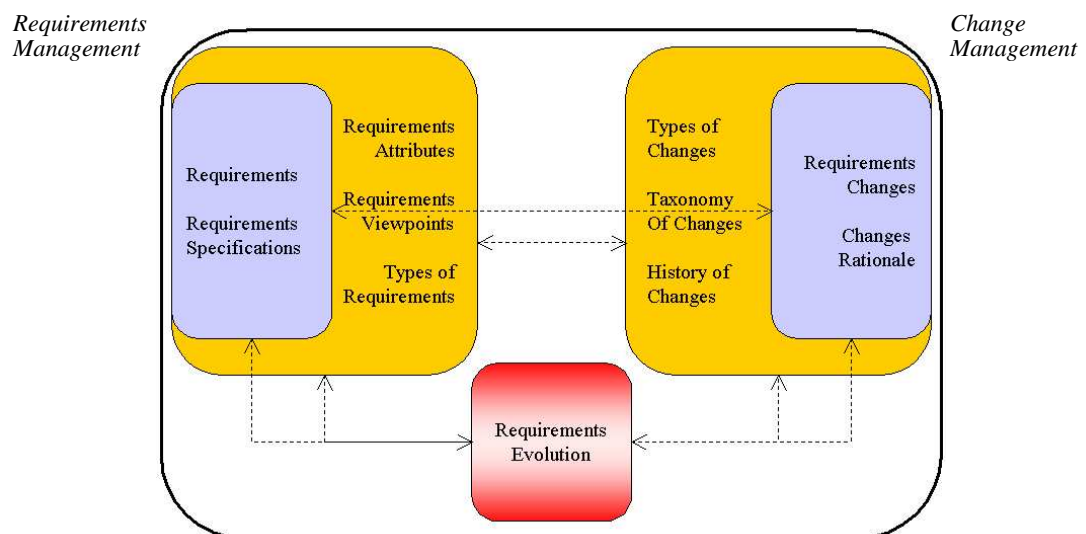 Requirements
Management
Change
Management
Requirements
Requirements
Specifications
Requirements
Attributes
Requirements
Viewpoints
Types of
Requirements
Types of
Changes
Taxonomy
Of Changes
History of
Changes
Requirements
Changes
Changes
Rationale
Requirements
Evolution